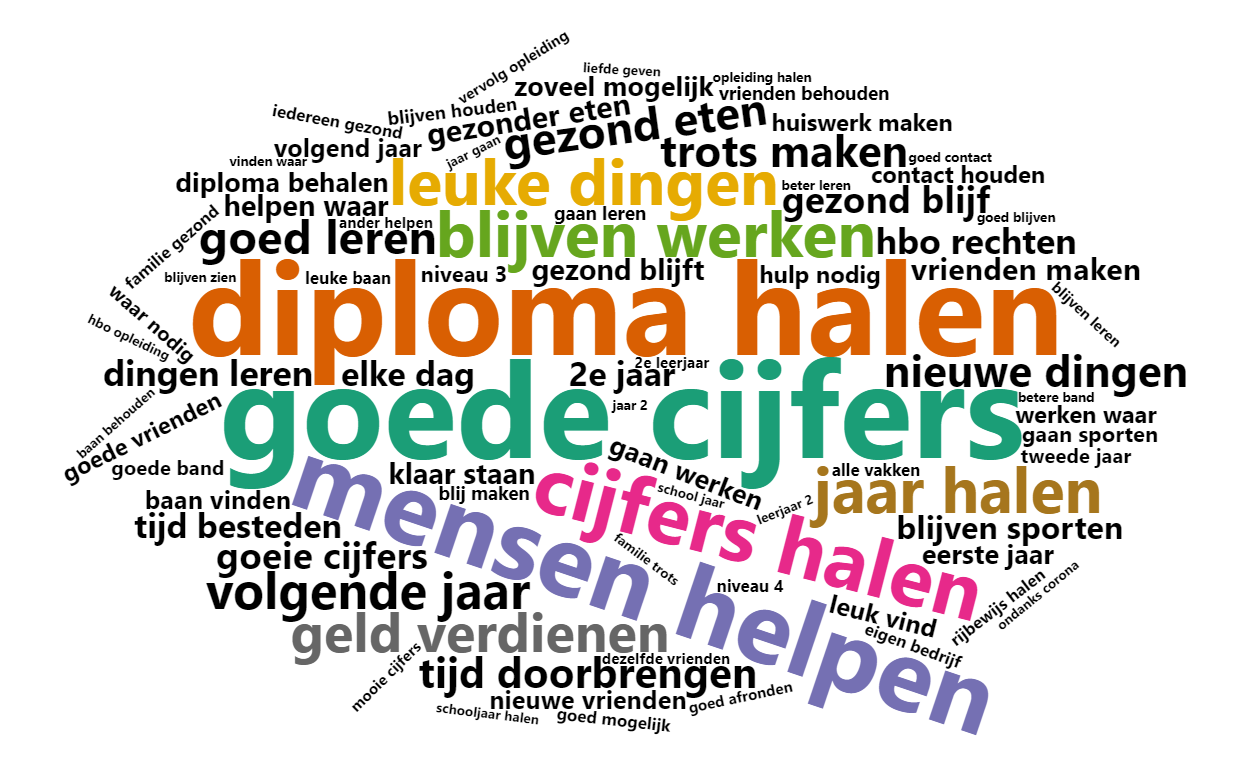 vervolg opleiding
liefde geven
opleiding halen
zoveel mogelijk
vrienden behouden
iedereen gezond
blijven houden
gezonder eten
gezond eten
huiswerk maken
volgend jaar
jaar gaan
trots maken
goed contact
vinden waar
diploma behalen
leuke dingen
beter leren
contact houden
helpen waar
gaan leren
gezond blijf
goed blijven
familie gezond
ander helpen
goed leren
blijven werken
hbo rechten
blijven zien
leuke baan
niveau 3
gezond blijft
hulp nodig
vrienden maken
waar nodig
diploma halen
blijven leren
hbo opleiding
dingen leren
elke dag
2e jaar
2e leerjaar
nieuwe dingen
baan behouden
goede cijfers
jaar 2
betere band
werken waar
goede vrienden
gaan sporten
goede band
klaar staan
gaan werken
alle vakken
tweede jaar
baan vinden
blij maken
mensen helpen
cijfers halen
school jaar
leerjaar 2
jaar halen
tijd besteden
blijven sporten
goeie cijfers
familie trots
eerste jaar
volgende jaar
niveau 4
leuk vind
rijbewijs halen
ondanks corona
geld verdienen
eigen bedrijf
mooie cijfers
tijd doorbrengen
dezelfde vrienden
nieuwe vrienden
goed afronden
schooljaar halen
goed mogelijk